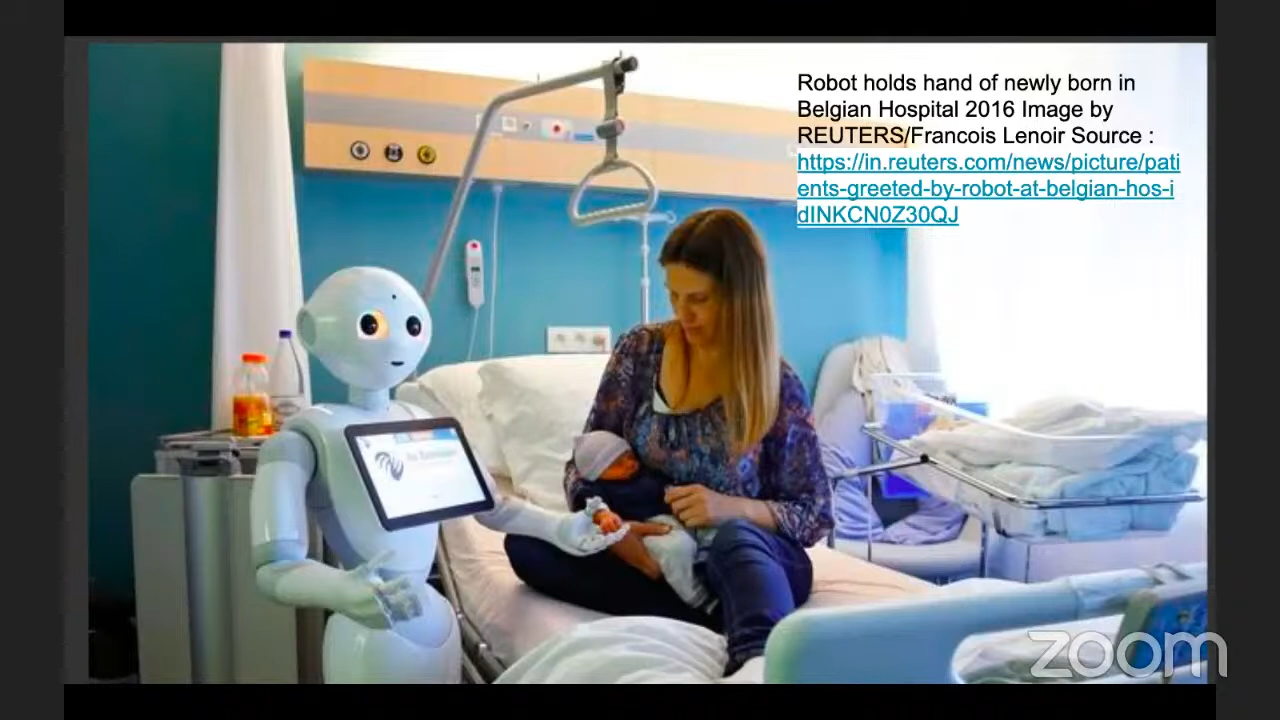 Robot holds hand of newly born in
Belgian Hospital 2016 Image by
REUTERS/Francois Lenoir Source :
https://in.reuters.com/news/picture/pati
ents-greeted-by-robot-at-belgian-hos-i
dINKCN0Z30QJ
zoom